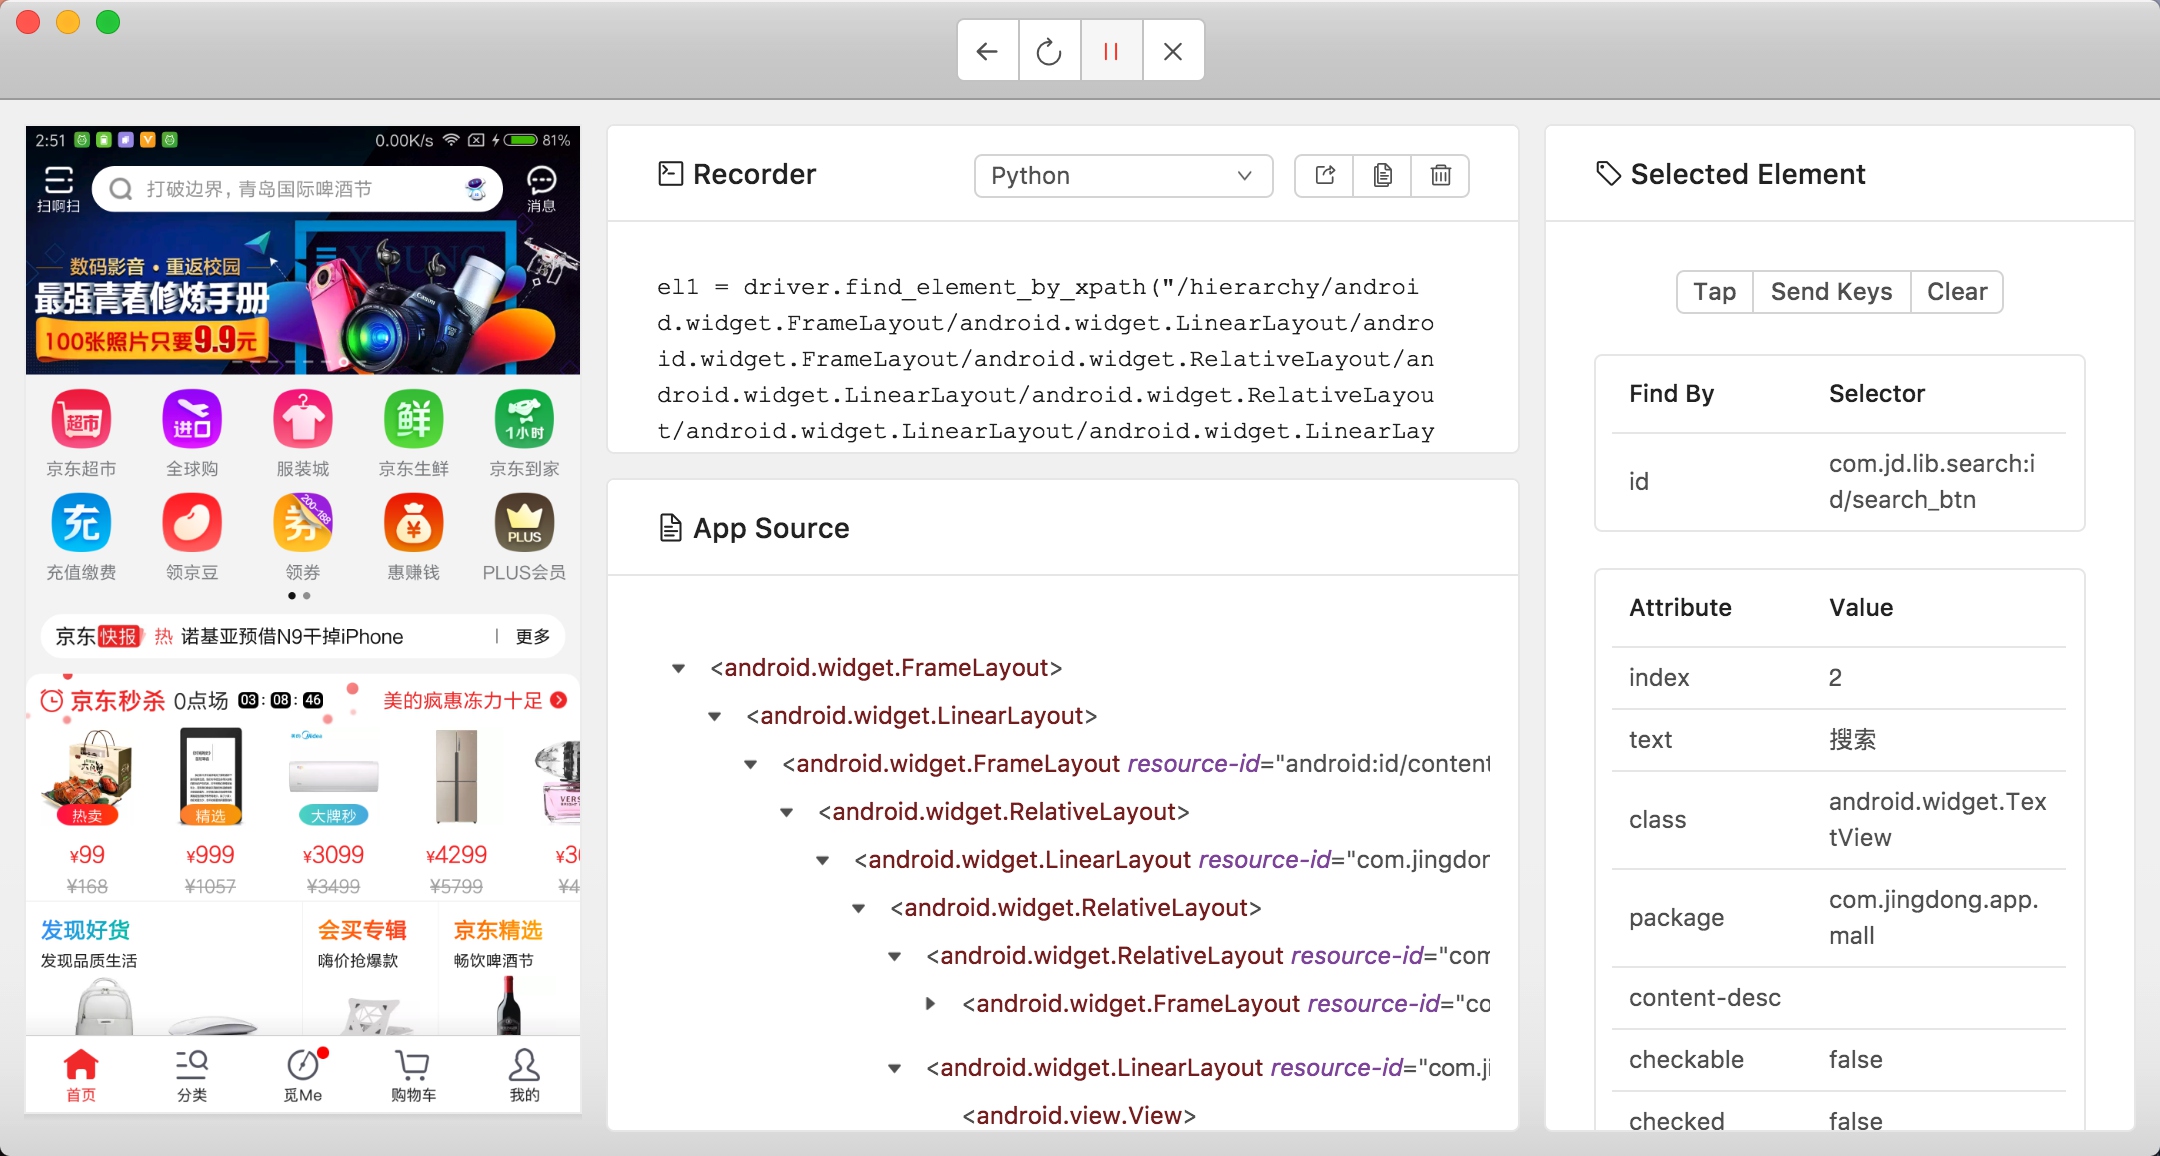 2:51
0.00K/s
81%
扫啊扫
打破边界, 青岛国际啤酒节
消息
YOUNG
数码影音 • 重返校园
最强青春修炼手册
100张照片只要9.9元
超市
进口
鲜
1小时
京东超市
全球购
服装城
京东生鲜
京东到家
充
200-188
券
¥
PLUS
充值缴费
领京豆
领券
惠赚钱
PLUS会员
京东快报
热 诺基亚预借N9干掉iPhone
更多
京东秒杀 0点场 03 : 08 : 46
美的疯惠冻力十足
热卖
精选
大牌秒
¥99
¥999
¥3099
¥4299
¥30
¥168
¥1057
¥3499
¥5799
¥4
发现好货
会买专辑
京东精选
发现品质生活
嗨价抢爆款
畅饮啤酒节
首页
分类
觅Me
购物车
我的
Recorder
Python
el1 = driver.find_element_by_xpath("/hierarchy/androi
d.widget.FrameLayout/android.widget.LinearLayout/andro
id.widget.FrameLayout/android.widget.RelativeLayout/an
droid.widget.LinearLayout/android.widget.RelativeLayou
t/android.widget.LinearLayout/android.widget.LinearLay
App Source
<android.widget.FrameLayout>
<android.widget.LinearLayout>
<android.widget.FrameLayout resource-id="android:id/content
<android.widget.RelativeLayout>
<android.widget.LinearLayout resource-id="com.jingdor
<android.widget.RelativeLayout>
<android.widget.RelativeLayout resource-id="com
<android.widget.FrameLayout resource-id="co
<android.widget.LinearLayout resource-id="com.ji
<android.view.View>
Selected Element
Tap
Send Keys
Clear
Find By
Selector
id
com.jd.lib.search:i
d/search_btn
Attribute
Value
index
2
text
搜索
class
android.widget.Tex
tView
package
com.jingdong.app.
mall
content-desc
checkable
false
checked
false